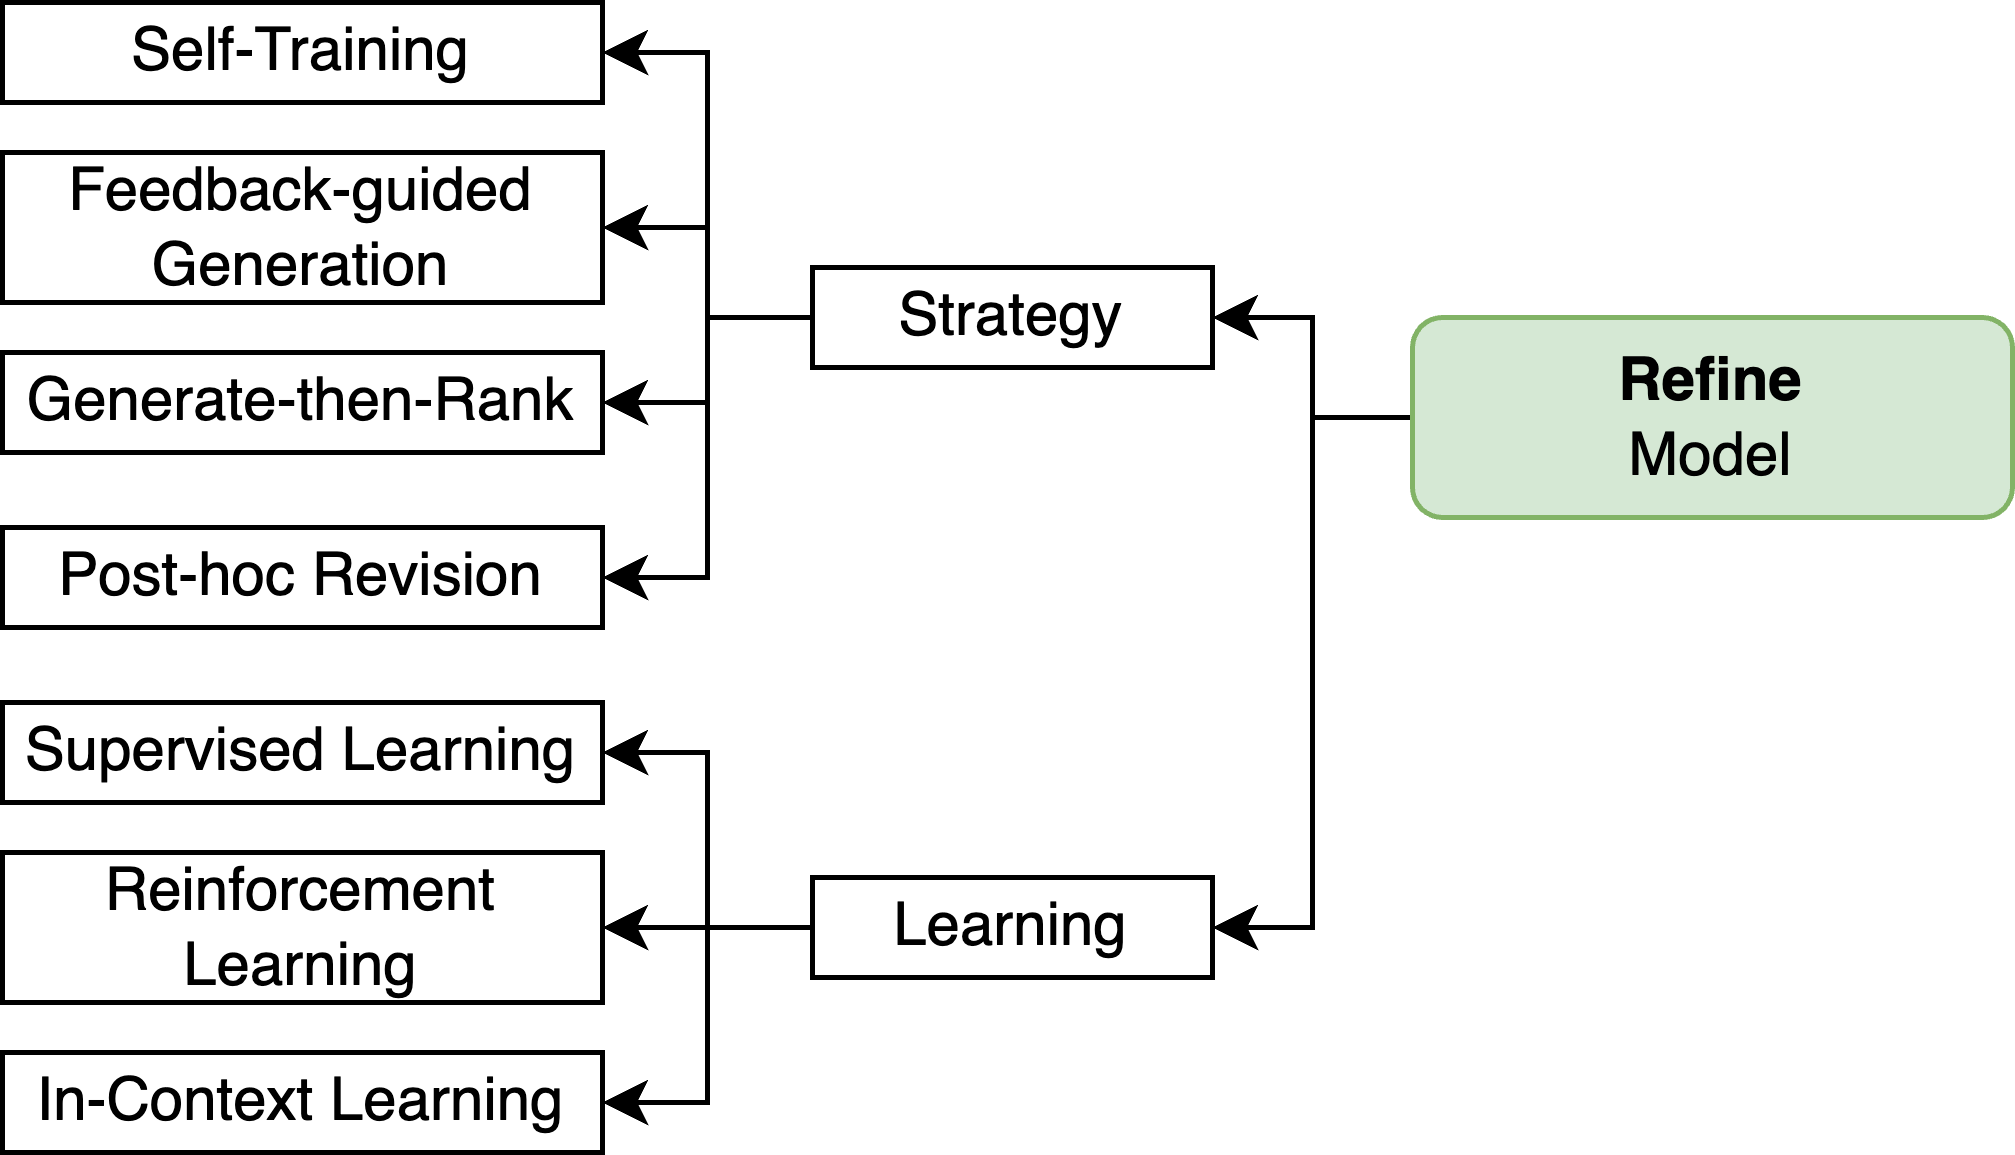 Self-Training
Feedback-guided
Generation
Generate-then-Rank
Post-hoc Revision
Strategy
Refine
Model
Supervised Learning
Reinforcement
Learning
In-Context Learning
Learning